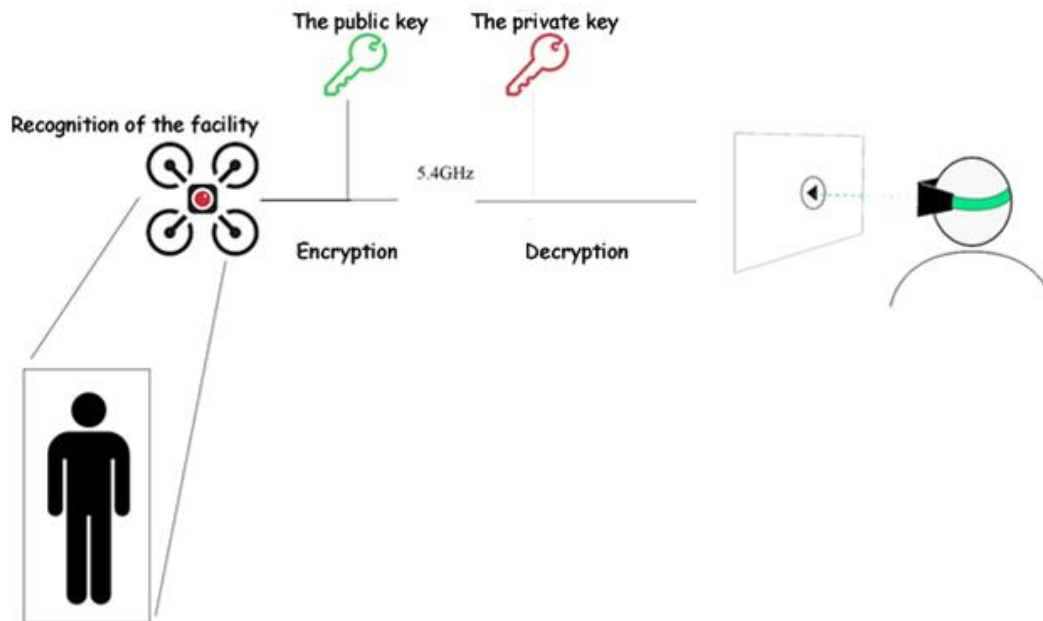 The public key
The private key
Recognition of the facility
5.4GHz
Encryption
Decryption